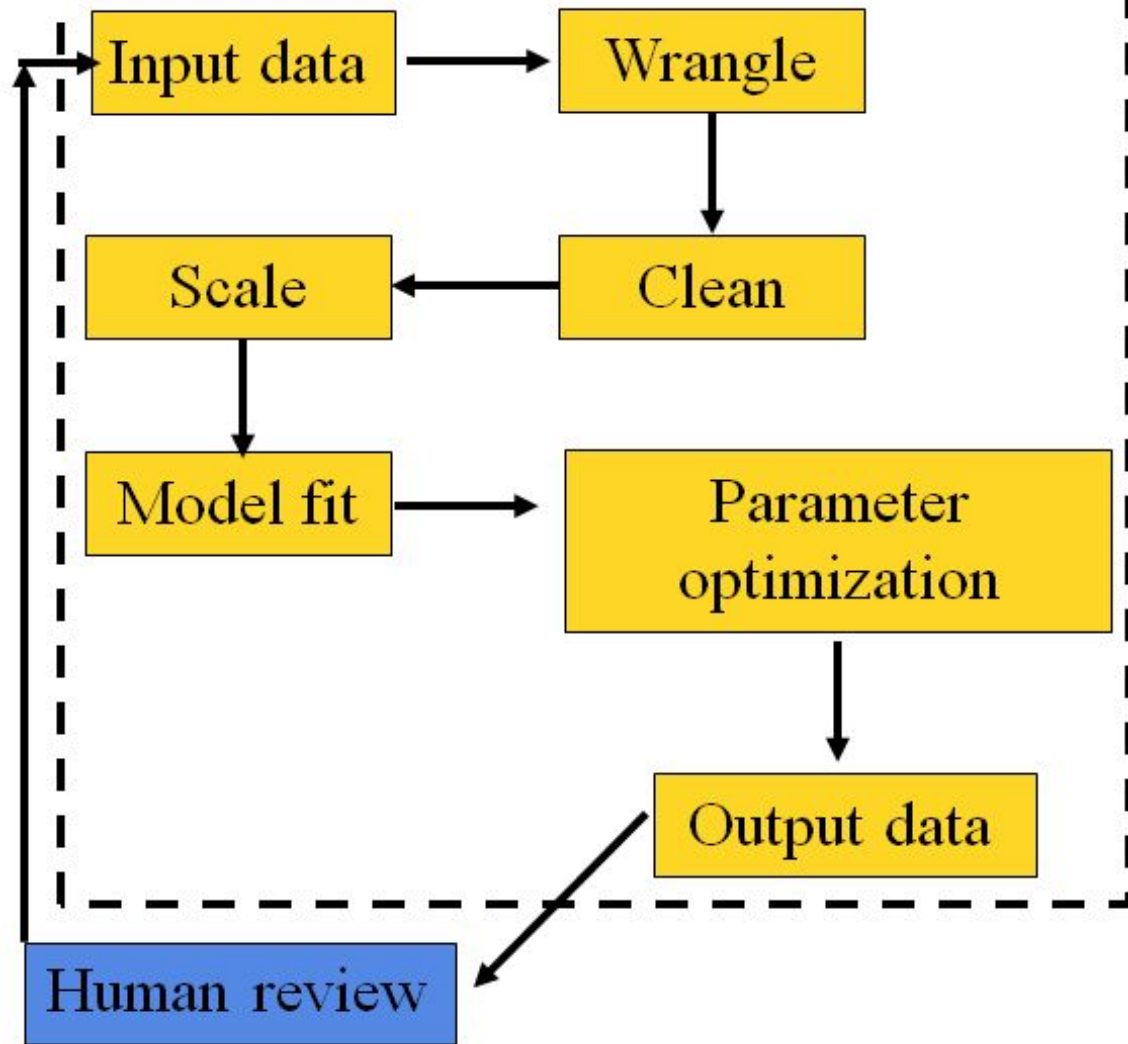 Input data
Wrangle
Clean
Scale
Model fit
Parameter
optimization
Output data
Human review